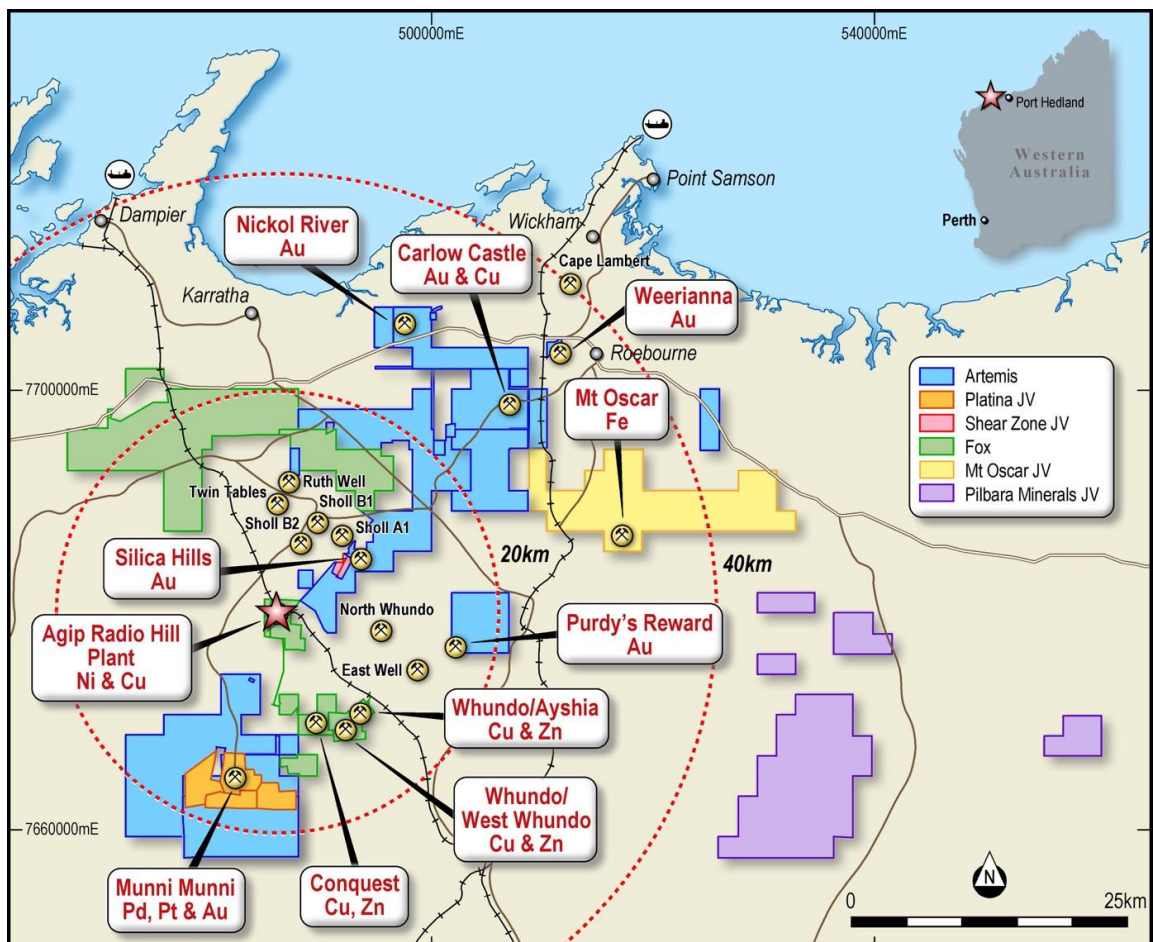 500000mE
540000mE
Port Hedland
Western
Australia
Perth
Point Samson
Dampier
Wickham
Nickol River
Au
Carlow Castle
Au & Cu
Cape Lambert
Karratha
Weerianna
Au
Roebourne
7700000mE
Mt Oscar
Fe
Artemis
Platina JV
Shear Zone JV
Fox
Mt Oscar JV
Pilbara Minerals JV
Ruth Well
Twin Tables
Sholl B1
Sholl B2
Sholl A1
Silica Hills
Au
20km
40km
North Whundo
Agip Radio Hill
Plant
Ni & Cu
Purdy's Reward
Au
East Well
Whundo/Ayshia
Cu & Zn
Whundo/
West Whundo
Cu & Zn
7660000mE
Munni Munni
Pd, Pt & Au
Conquest
Cu, Zn
N
0
25km